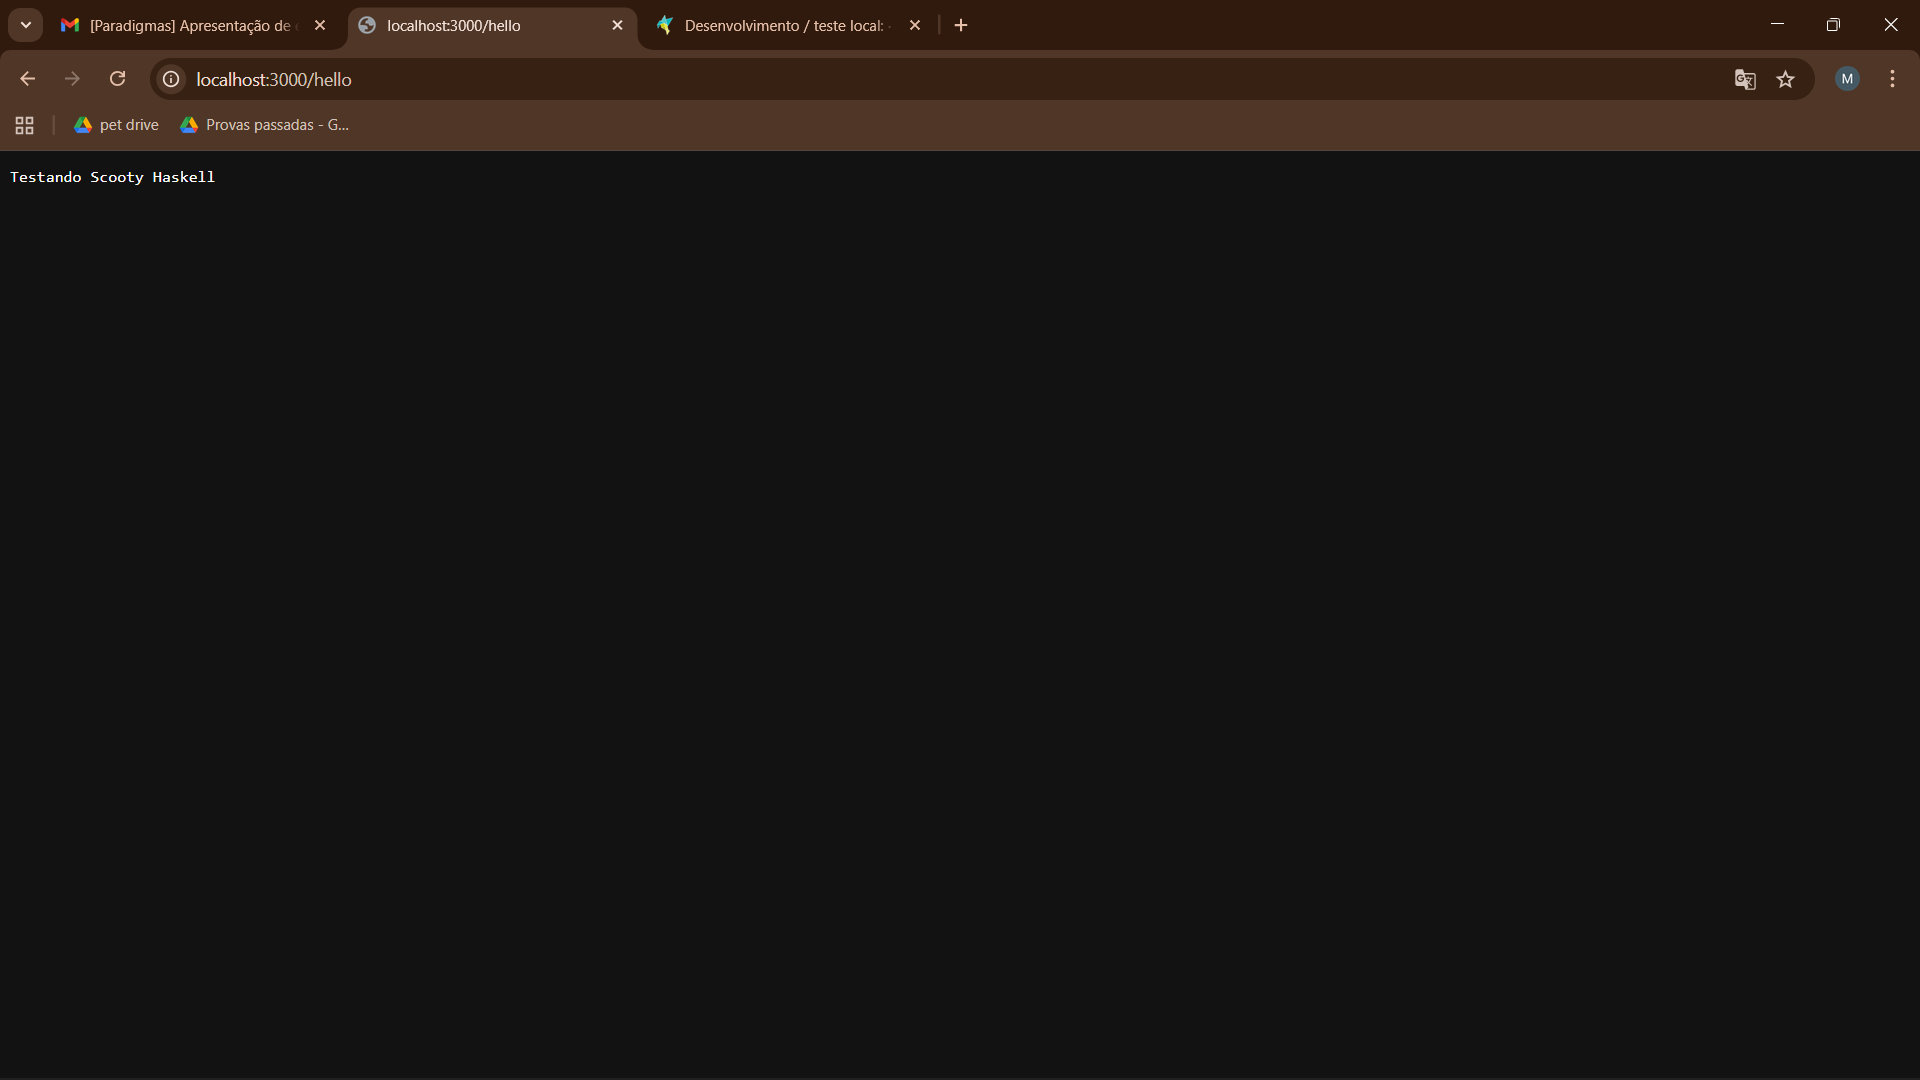 [Paradigmas] Apresentação de
localhost:3000/hello
Desenvolvimento / teste local:
localhost:3000/hello
M
pet drive
Provas passadas - G...
Testando Scooty Haskell